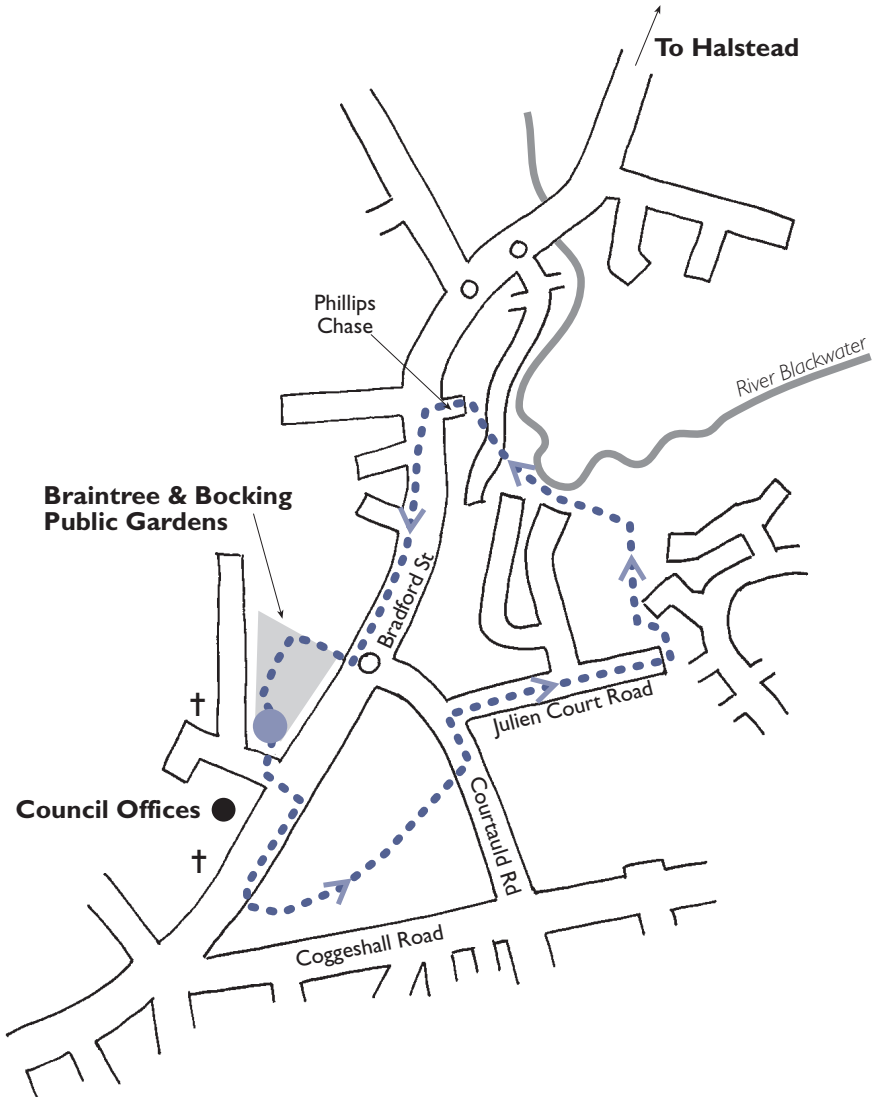 To Halstead
Phillips
Chase
River Blackwater
Braintree & Bocking
Public Gardens
Bradford St
Julien Court Road
Council Offices
Courtauld Rd
Coggeshall Road